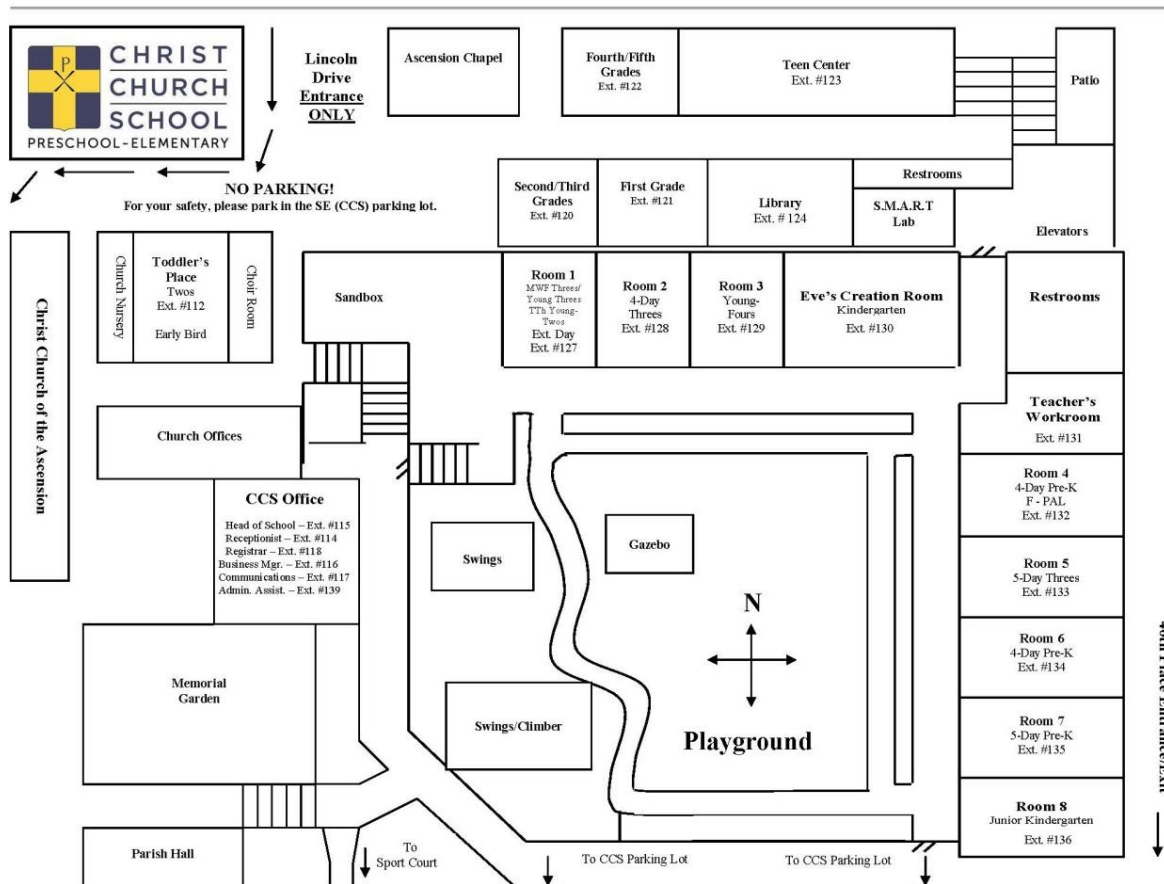 CHRIST
CHURCH
SCHOOL
PRESCHOOL-ELEMENTARY
P
Lincoln
Drive
Entrance
ONLY
Ascension Chapel
Fourth/Fifth
Grades
Ext. #122
Teen Center
Ext. #123
Patio
NO PARKING!
For your safety, please park in the SE (CCS) parking lot.
Second/Third
Grades
Ext. #120
First Grade
Ext. #121
Library
Ext. # 124
Restrooms
S.M.A.R.T
Lab
Elevators
Christ Church of the Ascension
Church Nursery
Toddler's
Place
Twos
Ext. #112
Early Bird
Choir Room
Sandbox
Room 1
MWF Threes/
Young Threes
TTh Young-
Twos
Ext. Day
Ext. #127
Room 2
4-Day
Threes
Ext. #128
Room 3
Young-
Fours
Ext. #129
Eve's Creation Room
Kindergarten
Ext. #130
Restrooms
Teacher's
Workroom
Ext. #131
Church Offices
CCS Office
Head of School – Ext. #115
Receptionist – Ext. #114
Registrar – Ext. #118
Business Mgr. – Ext. #116
Communications – Ext. #117
Admin. Assist. – Ext. #139
Swings
Gazebo
N
Room 4
4-Day Pre-K
F - PAL
Ext. #132
Room 5
5-Day Threes
Ext. #133
Room 6
4-Day Pre-K
Ext. #134
Room 7
5-Day Pre-K
Ext. #135
Room 8
Junior Kindergarten
Ext. #136
Memorial
Garden
Swings/Climber
Playground
Parish Hall
To
Sport Court
To CCS Parking Lot
To CCS Parking Lot
Place Entrance/Exit